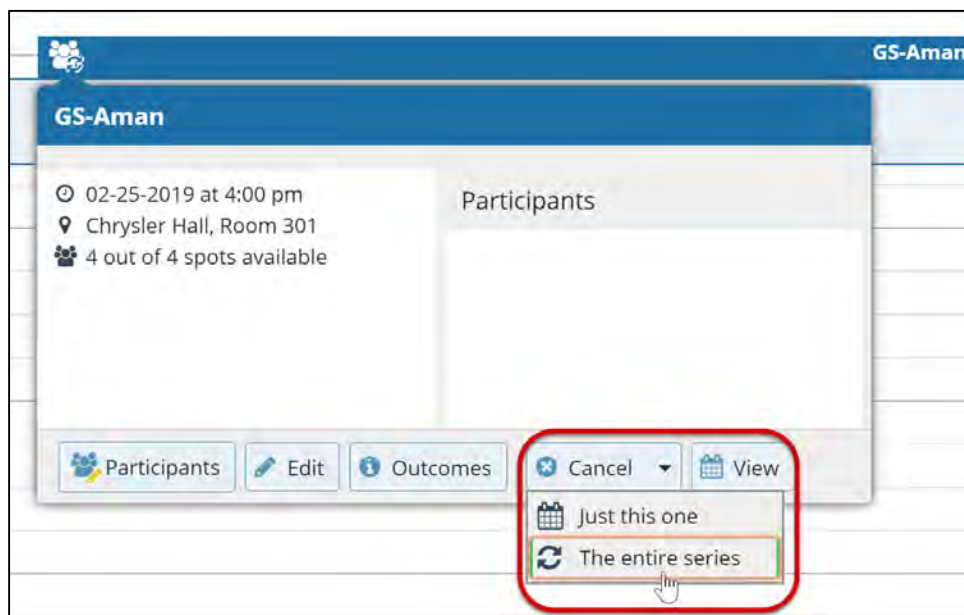 GS-Aman
GS-Aman
02-25-2019 at 4:00 pm
Chrysler Hall, Room 301
4 out of 4 spots available
Participants
Participants Edit Outcomes Cancel View
Just this one
The entire series